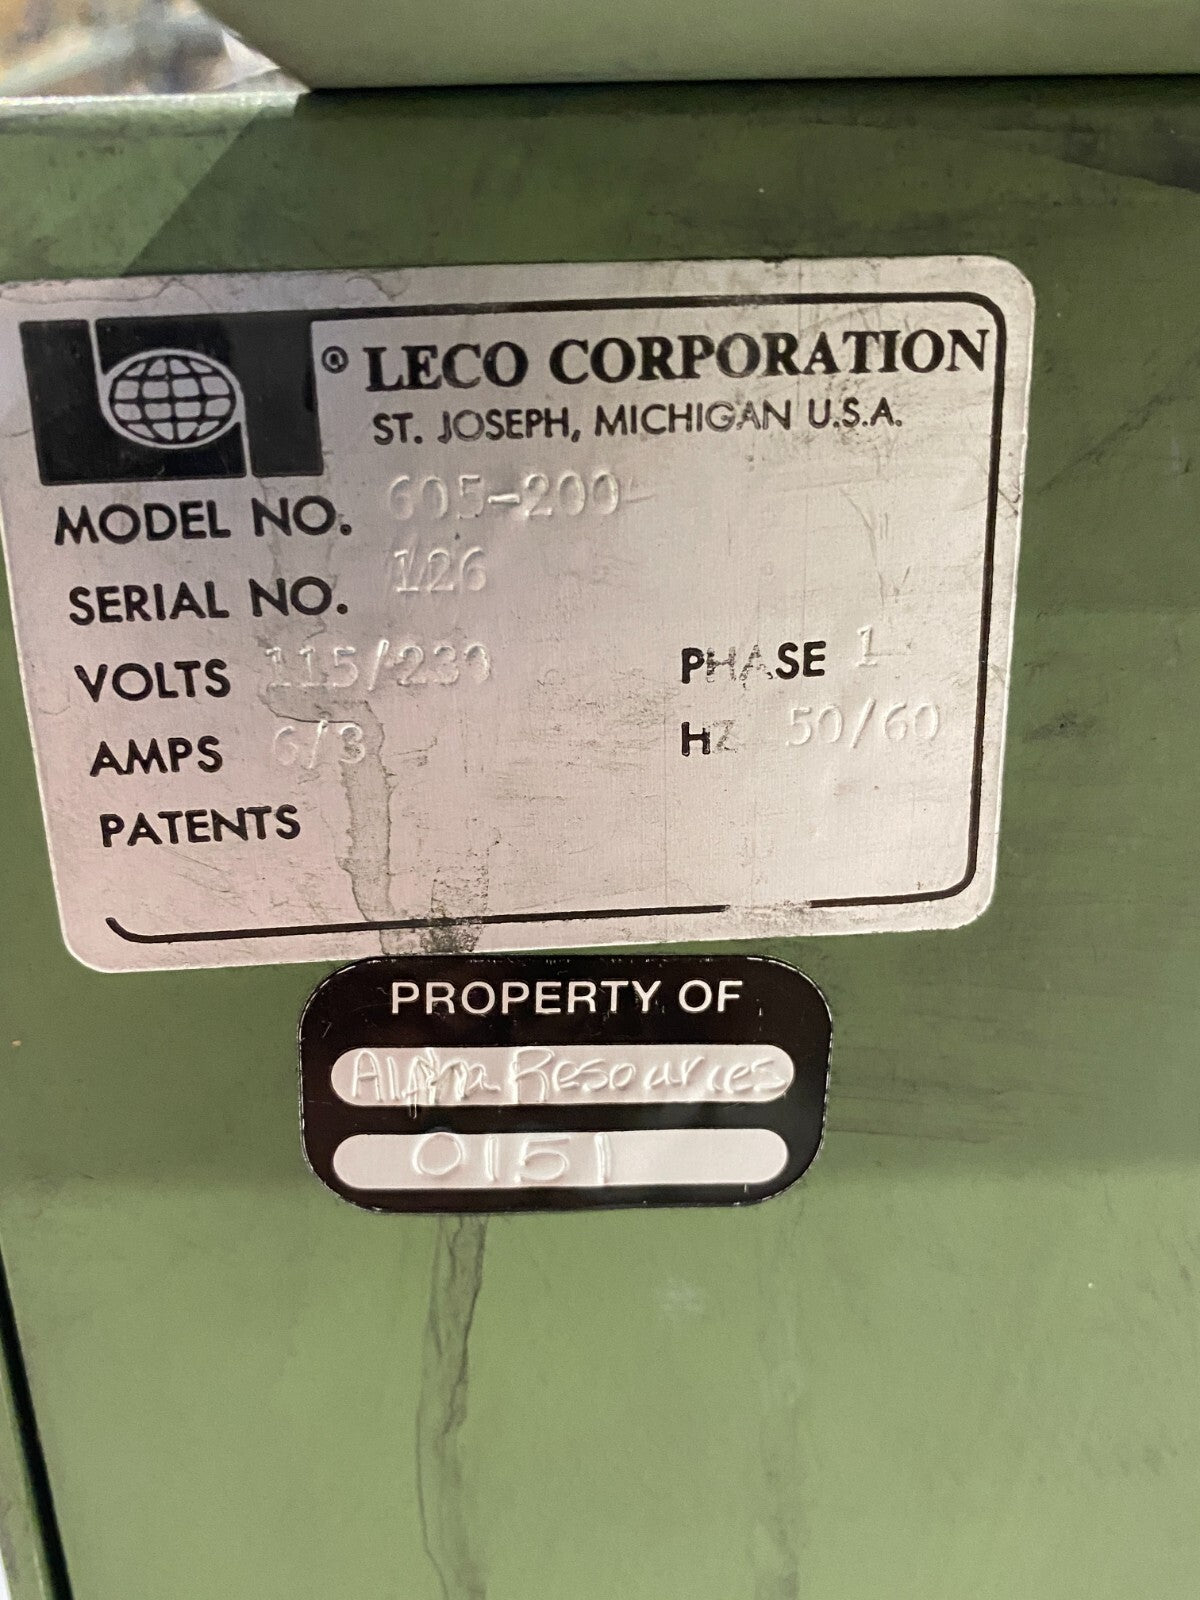 ® LECO CORPORATION
ST. JOSEPH, MICHIGAN U.S.A.
MODEL NO. 605-200-
SERIAL NO. 126
VOLTS 115/230 PHASE 1
AMPS 6/3 HZ 50/60
PATENTS
PROPERTY OF
Alpha Resources
0151